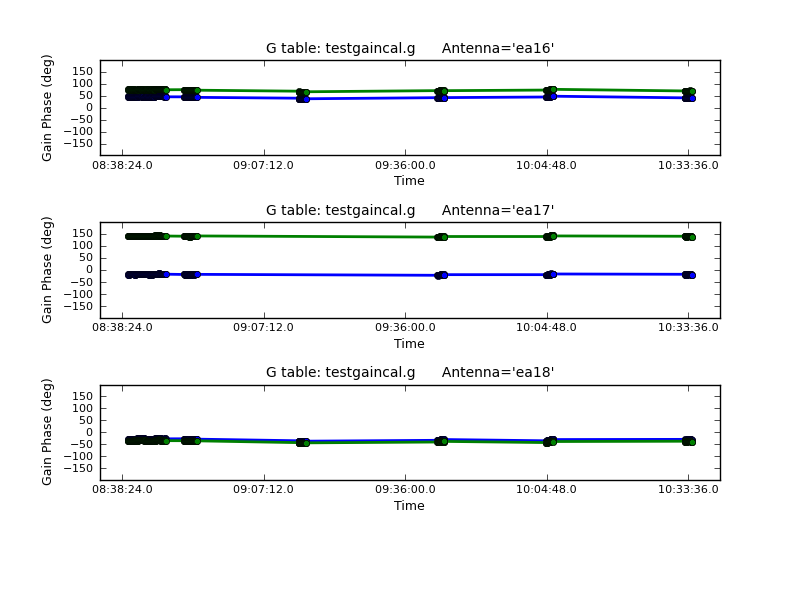 G table: testgaincal.g Antenna='ea16'
Gain Phase (deg)
150
100
50
0
−50
−100
−150
08:38:24.0 09:07:12.0 09:36:00.0 10:04:48.0 10:33:36.0
Time
G table: testgaincal.g Antenna='ea17'
Gain Phase (deg)
150
100
50
0
−50
−100
−150
08:38:24.0 09:07:12.0 09:36:00.0 10:04:48.0 10:33:36.0
Time
G table: testgaincal.g Antenna='ea18'
Gain Phase (deg)
150
100
50
0
−50
−100
−150
08:38:24.0 09:07:12.0 09:36:00.0 10:04:48.0 10:33:36.0
Time